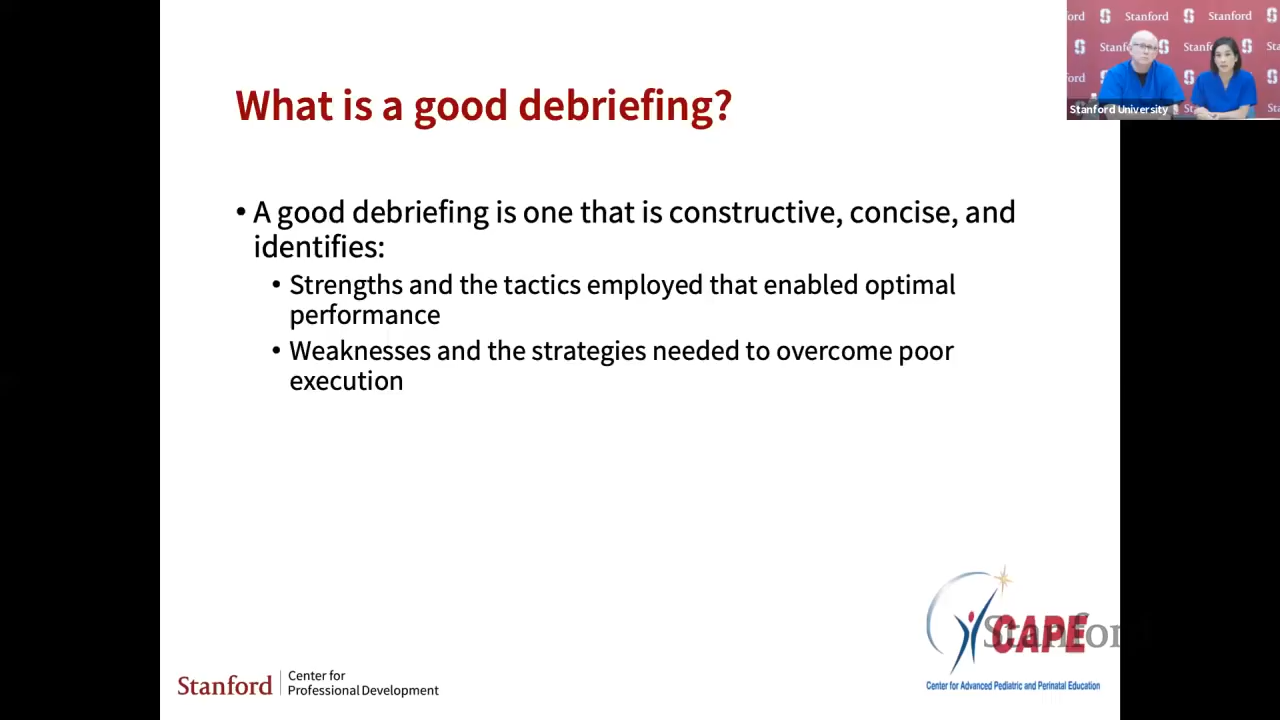 What is a good debriefing?
• A good debriefing is one that is constructive, concise, and
identifies:
• Strengths and the tactics employed that enabled optimal
performance
• Weaknesses and the strategies needed to overcome poor
execution
Stanford
Stanford
Stanford
Stanford
Stanford University
Stanford
Center for
Professional Development
CAPE
Center for Advanced Pediatric and Perinatal Education